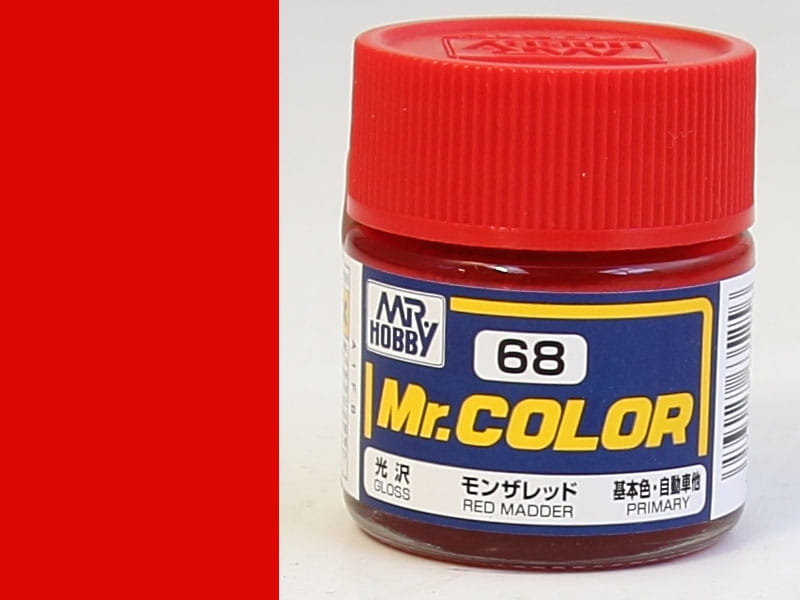 MR.
HOBBY
68
Mr.COLOR
光沢
GLOSS
モンザレッド
RED MADDER
基本色・自動車他
PRIMARY